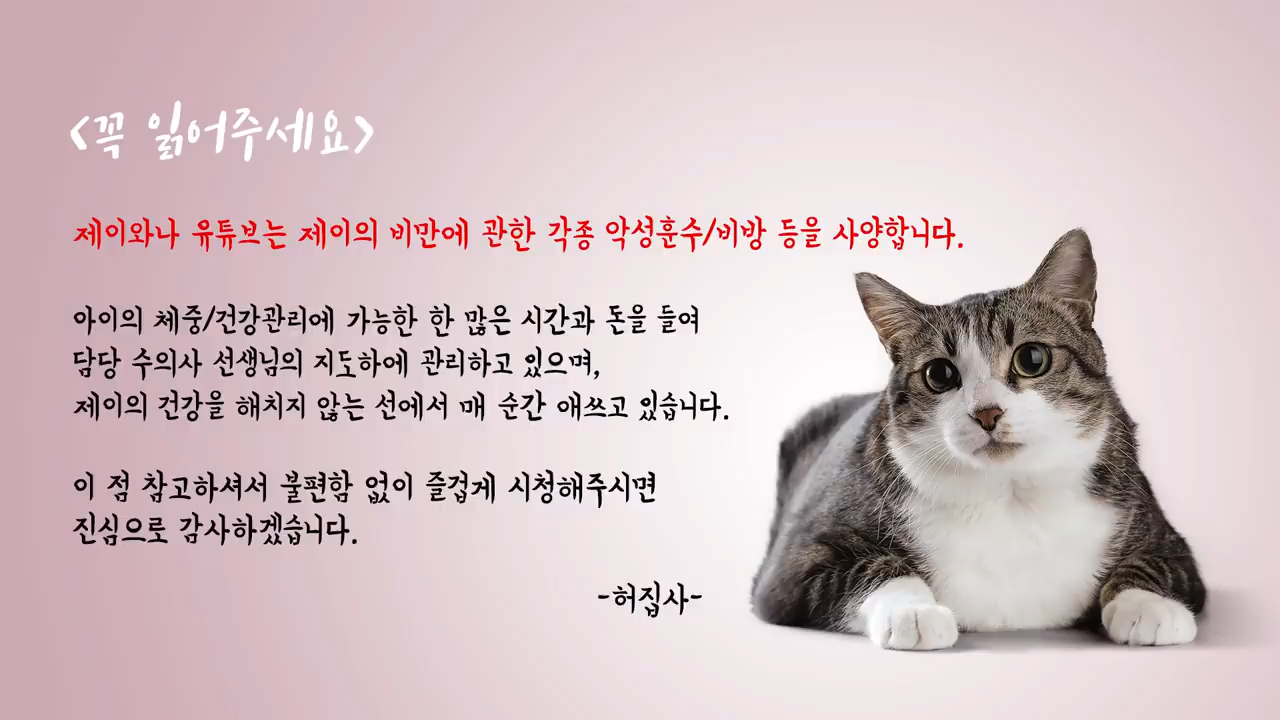 <꼭 읽어주세요>
제이와나 유튜브는 제이의 비만에 관한 각종 악성훈수/비방 등을 사양합니다.
아이의 체중/건강관리에 가능한 한 많은 시간과 돈을 들여
담당 수의사 선생님의 지도하에 관리하고 있으며,
제이의 건강을 해치지 않는 선에서 매 순간 애쓰고 있습니다.
이 점 참고하셔서 불편함 없이 즐겁게 시청해주시면
진심으로 감사하겠습니다.
-허집사-